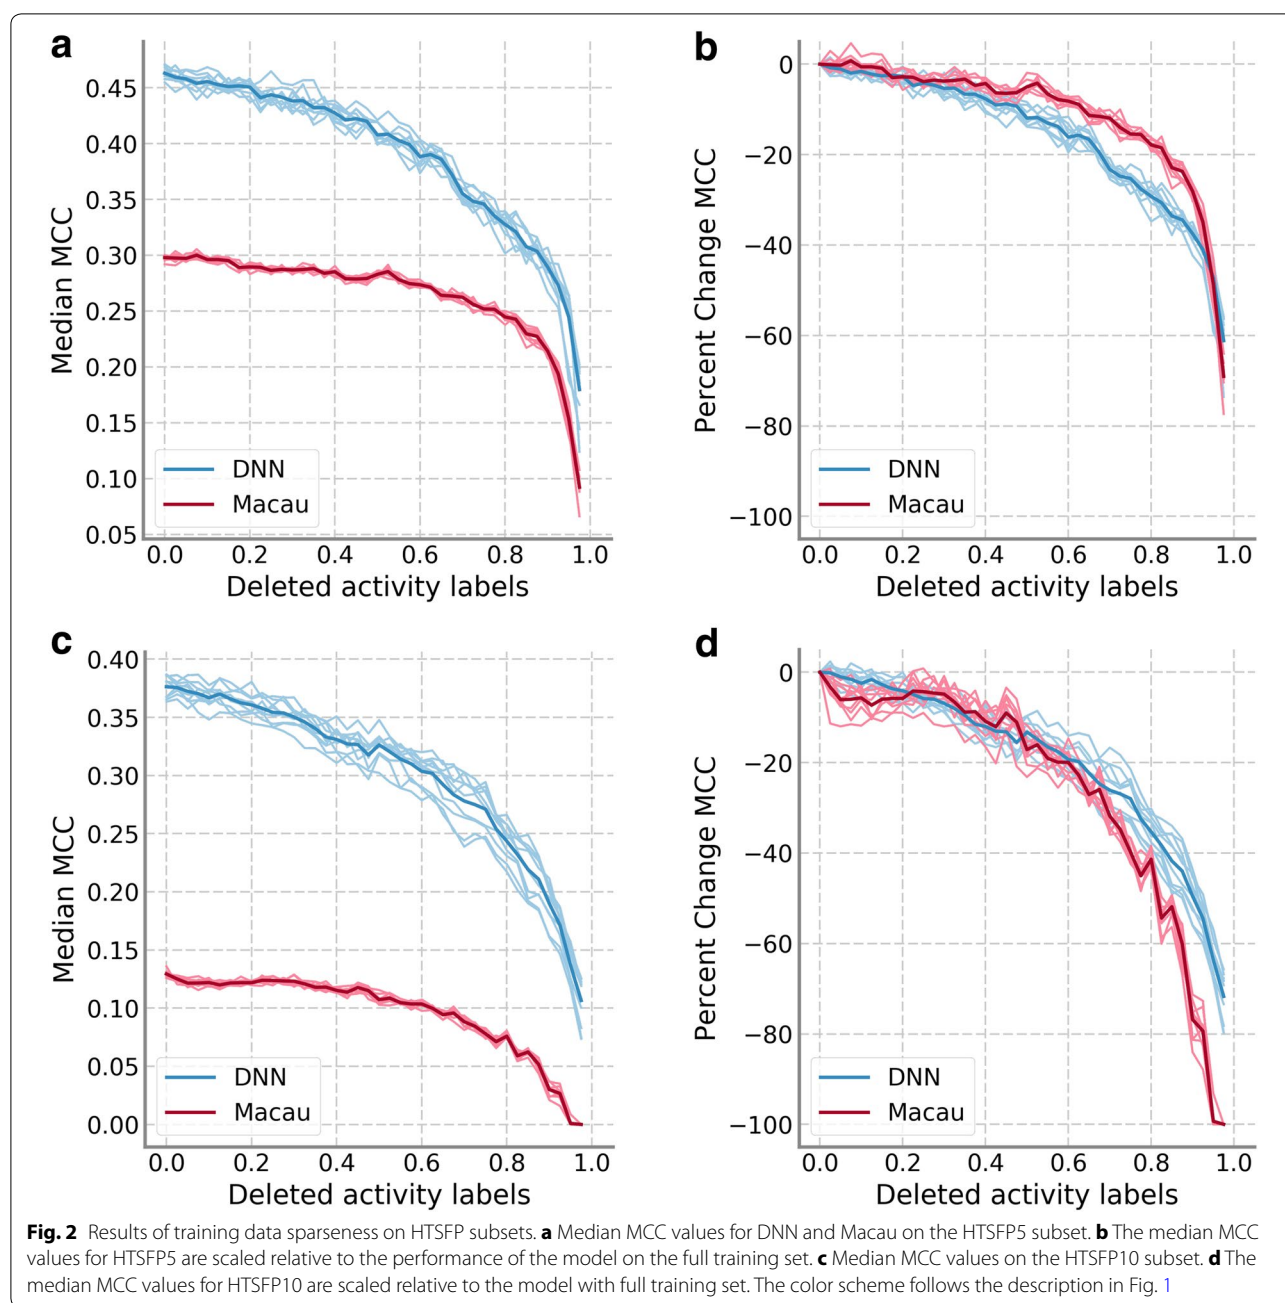 a
0.45
0.40
0.35
0.30
0.25
0.20
0.15
0.10
0.05
Median MCC
DNN
Macau
0.0 0.2 0.4 0.6 0.8 1.0
Deleted activity labels
b
0
−20
−40
−60
−80
−100
Percent Change MCC
DNN
Macau
0.0 0.2 0.4 0.6 0.8 1.0
Deleted activity labels
c
0.40
0.35
0.30
0.25
0.20
0.15
0.10
0.05
0.00
Median MCC
DNN
Macau
0.0 0.2 0.4 0.6 0.8 1.0
Deleted activity labels
d
0
−20
−40
−60
−80
−100
Percent Change MCC
DNN
Macau
0.0 0.2 0.4 0.6 0.8 1.0
Deleted activity labels
Fig. 2 Results of training data sparseness on HTSFP subsets. a Median MCC values for DNN and Macau on the HTSFP5 subset. b The median MCC
values for HTSFP5 are scaled relative to the performance of the model on the full training set. c Median MCC values on the HTSFP10 subset. d The
median MCC values for HTSFP10 are scaled relative to the model with full training set. The color scheme follows the description in Fig. 1